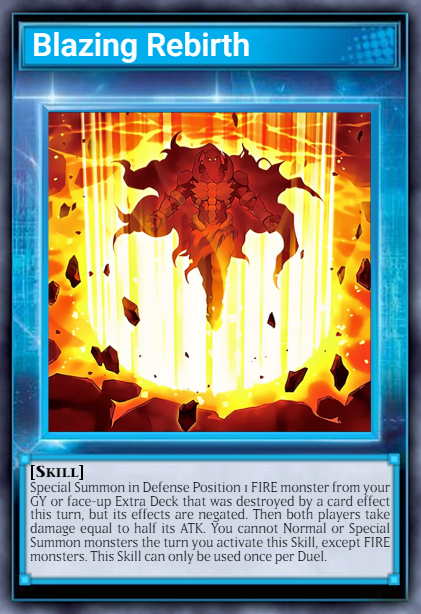 Blazing Rebirth
[SKILL]
Special Summon in Defense Position 1 FIRE monster from your
GY or face-up Extra Deck that was destroyed by a card effect
this turn, but its effects are negated. Then both players take
damage equal to half its ATK. You cannot Normal or Special
Summon monsters the turn you activate this Skill, except FIRE
monsters. This Skill can only be used once per Duel.